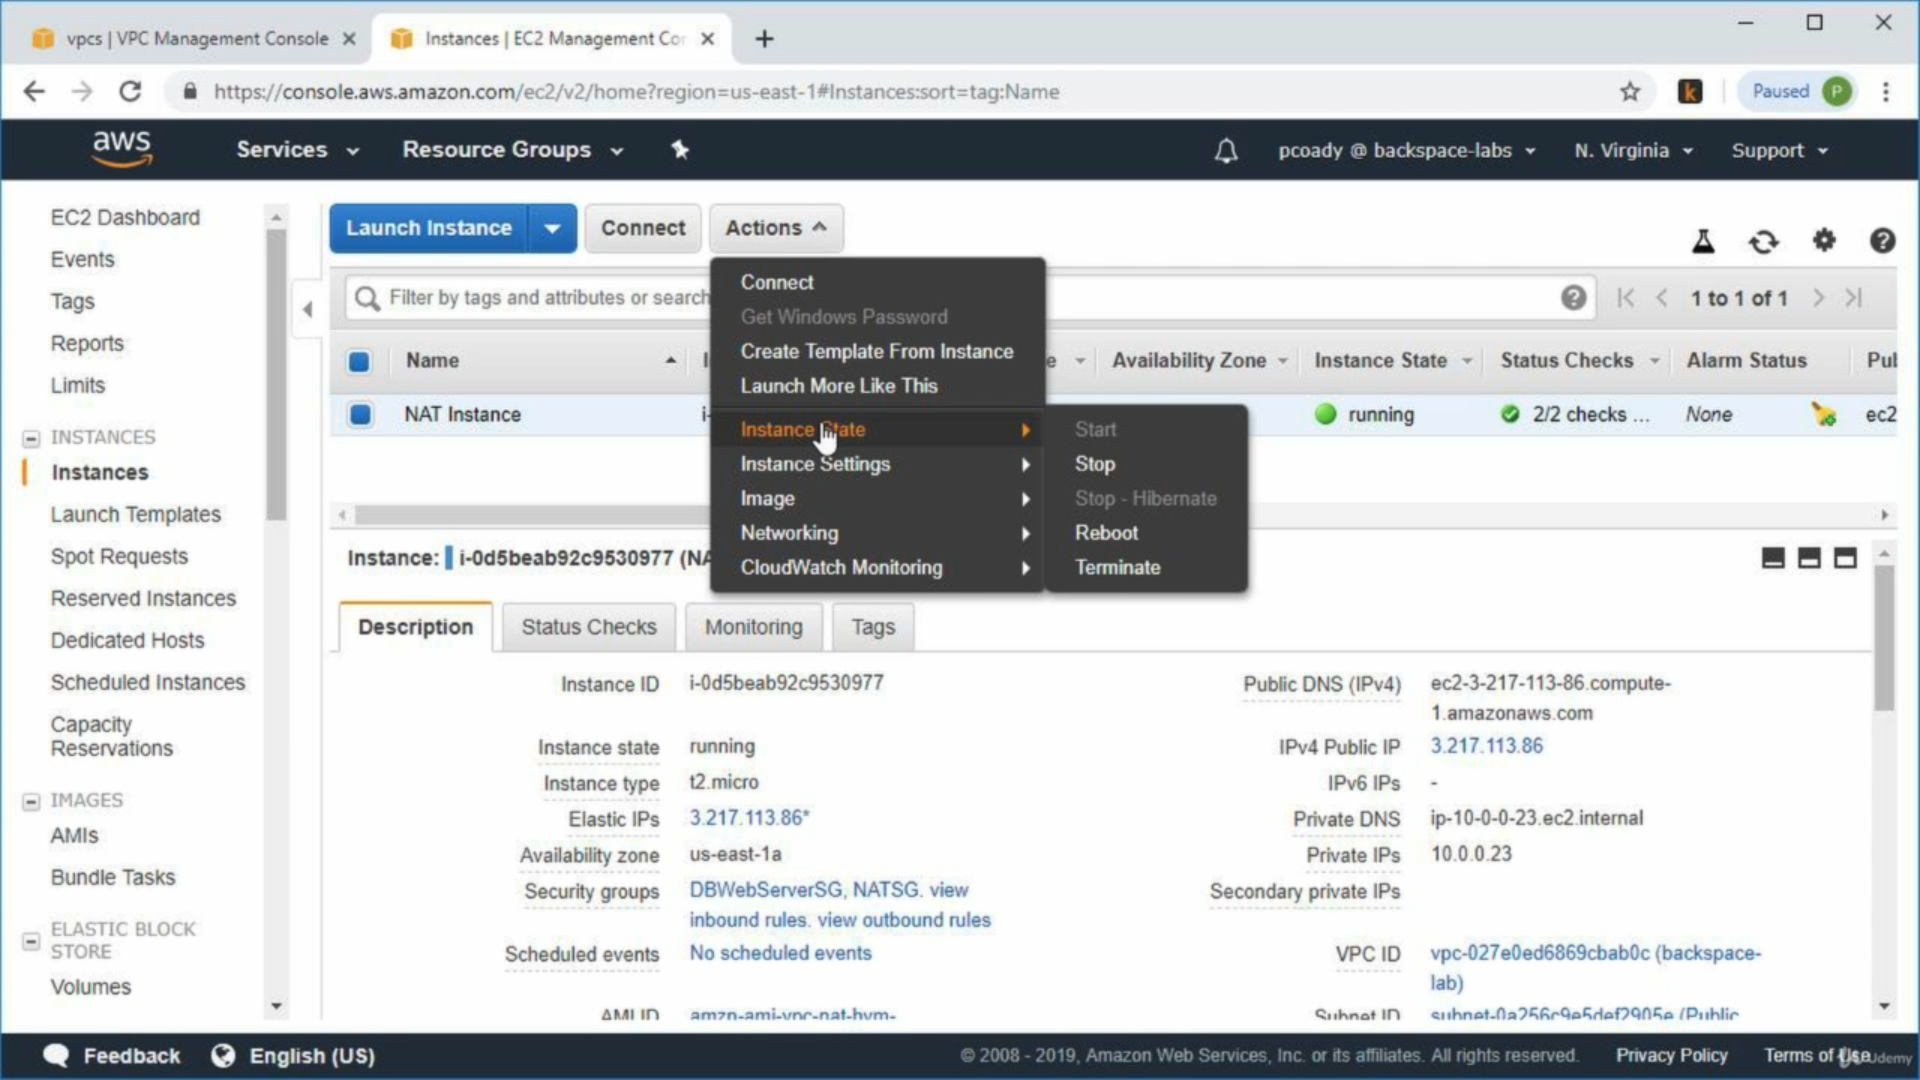 vpcs | VPC Management Console
Instances | EC2 Management Cor
https://console.aws.amazon.com/ec2/v2/home?region=us-east-1#Instances:sort=tag:Name
k
Paused
P
aws
Services
Resource Groups
pcoady @ backspace-labs
N. Virginia
Support
EC2 Dashboard
Events
Tags
Reports
Limits
INSTANCES
Instances
Launch Templates
Spot Requests
Reserved Instances
Dedicated Hosts
Scheduled Instances
Capacity
Reservations
IMAGES
AMIs
Bundle Tasks
ELASTIC BLOCK
STORE
Volumes
Launch Instance
Connect
Actions
Filter by tags and attributes or search
1 to 1 of 1
Name
Availability Zone
Instance State
Status Checks
Alarm Status
Pub
NAT Instance
i-
running
2/2 checks ...
None
ec2
Connect
Get Windows Password
Create Template From Instance
Launch More Like This
Instance State
Instance Settings
Image
Networking
CloudWatch Monitoring
Start
Stop
Stop - Hibernate
Reboot
Terminate
Instance: i-0d5beab92c9530977 (NA
Description
Status Checks
Monitoring
Tags
Instance ID i-0d5beab92c9530977
Instance state running
Instance type t2.micro
Elastic IPs 3.217.113.86*
Availability zone us-east-1a
Security groups DBWebServerSG, NATSG. view
inbound rules. view outbound rules
Scheduled events No scheduled events
AMI ID amzn-ami-vpc-nat-hvm-
Public DNS (IPv4) ec2-3-217-113-86.compute-
1.amazonaws.com
IPv4 Public IP 3.217.113.86
IPv6 IPs -
Private DNS ip-10-0-0-23.ec2.internal
Private IPs 10.0.0.23
Secondary private IPs
VPC ID vpc-027e0ed6869cbab0c (backspace-
lab)
Subnet ID subnet-0a256c9e5def2905e (Public
Feedback
English (US)
© 2008 - 2019, Amazon Web Services, Inc. or its affiliates. All rights reserved.
Privacy Policy
Terms of Use
Udemy